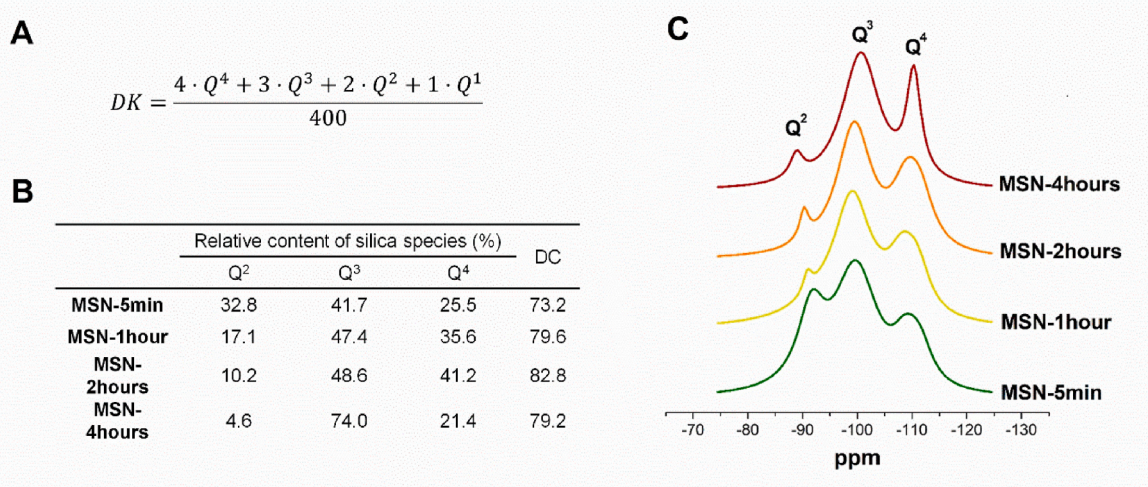 A
DK = (4 · Q⁴ + 3 · Q³ + 2 · Q² + 1 · Q¹) / 400
B
Relative content of silica species (%) DC
Q² Q³ Q⁴
MSN-5min 32.8 41.7 25.5 73.2
MSN-1hour 17.1 47.4 35.6 79.6
MSN-
2hours 10.2 48.6 41.2 82.8
MSN-
4hours 4.6 74.0 21.4 79.2
C
Q² Q³ Q⁴
MSN-4hours
MSN-2hours
MSN-1hour
MSN-5min
-70 -80 -90 -100 -110 -120 -130
ppm